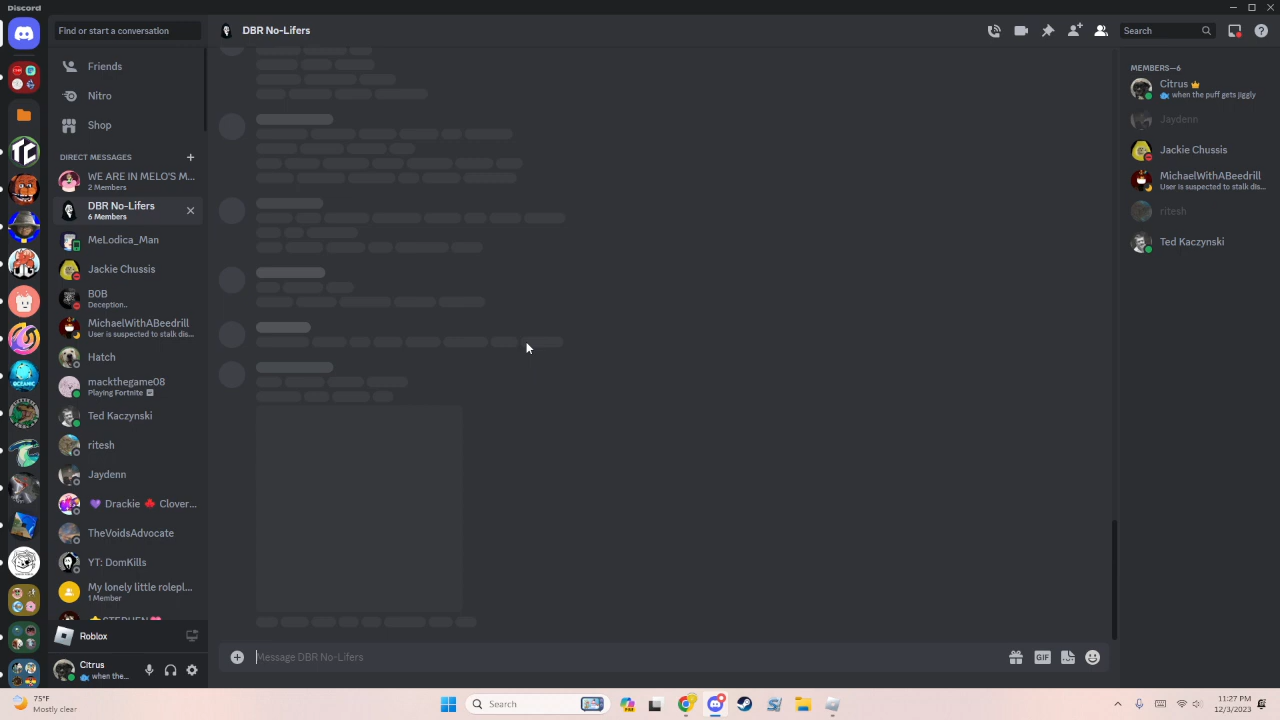 Discord
Find or start a conversation
DBR No-Lifers
Search
Friends
Nitro
Shop
DIRECT MESSAGES
WE ARE IN MELO'S M...
2 Members
DBR No-Lifers
6 Members
MeLodica_Man
Jackie Chussis
B0B
Deception..
MichaelWithABeedrill
User is suspected to stalk dis...
Hatch
mackthegame08
Playing Fortnite
Ted Kaczynski
ritesh
Jaydenn
Drackie Clover...
TheVoidsAdvocate
YT: DomKills
My lonely little rolepl...
1 Member
Roblox
Citrus
when the...
Message DBR No-Lifers
GIF
MEMBERS—6
Citrus
when the puff gets jiggly
Jaydenn
Jackie Chussis
MichaelWithABeedrill
User is suspected to stalk dis...
ritesh
Ted Kaczynski
75°F
Mostly clear
Search
11:27 PM
12/3/2023